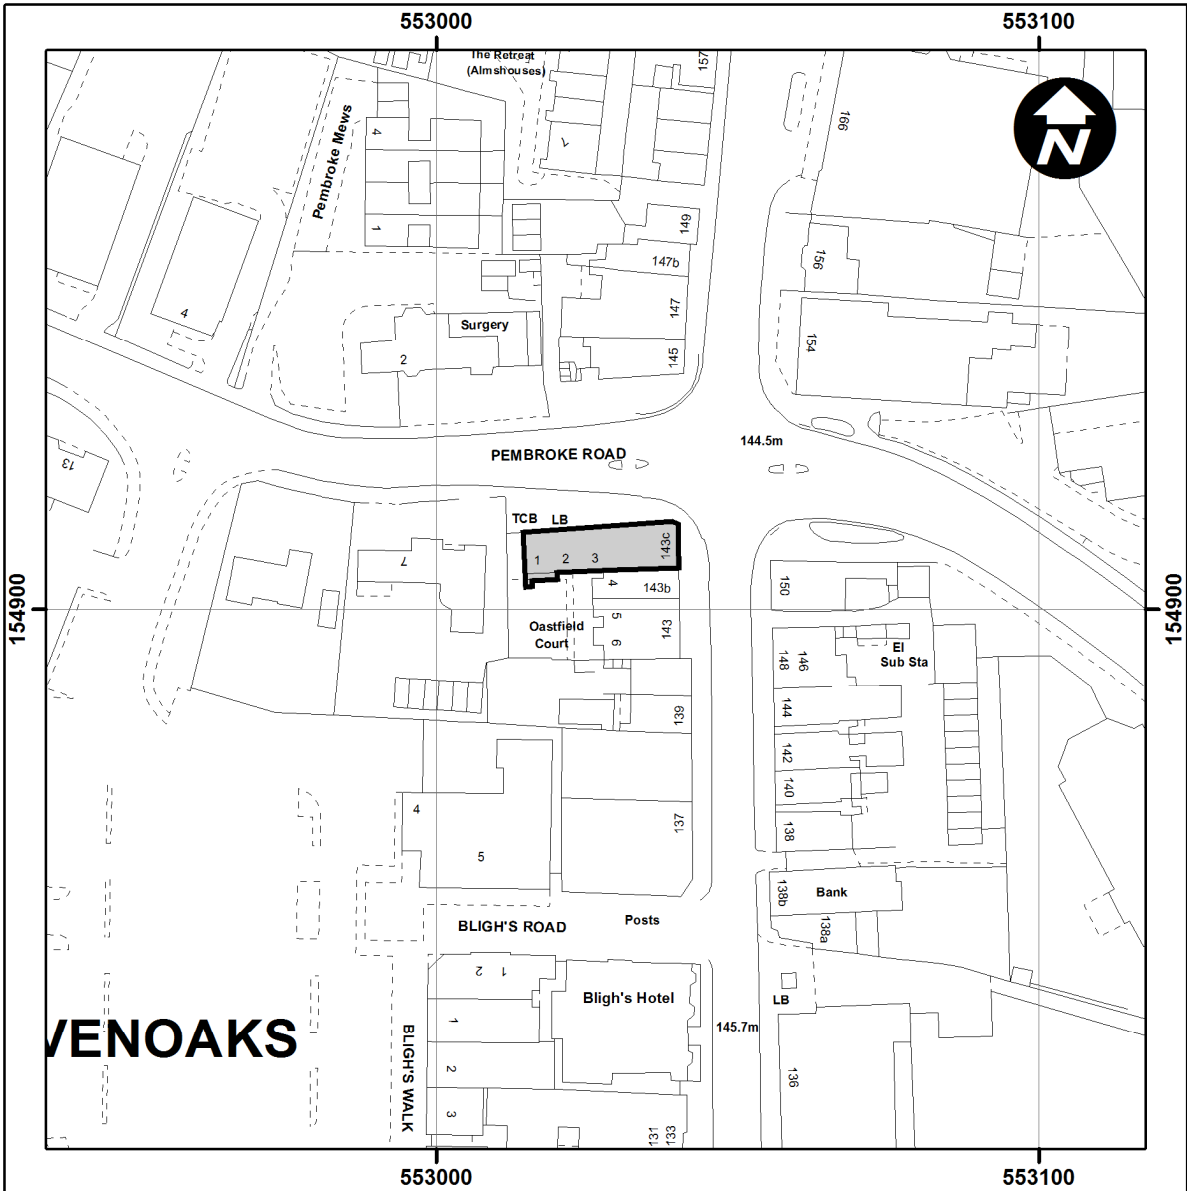 553000
553100
The Retreat
(Almshouses)
157
Pembroke Mews
4
7
166
N
1
149
147b
156
4
147
Surgery
2
145
154
144.5m
PEMBROKE ROAD
13
TCB LB
7
1 2 3
143c
4
143b
150
154900
154900
5
Oastfield
Court
6
143
El
Sub Sta
148
146
139
144
142
140
4
137
138
5
Bank
138b
138a
BLIGH'S ROAD
Posts
2 1
Bligh's Hotel
LB
145.7m
VENOAKS
BLIGH'S WALK
1
2
3
136
131
133
553000
553100